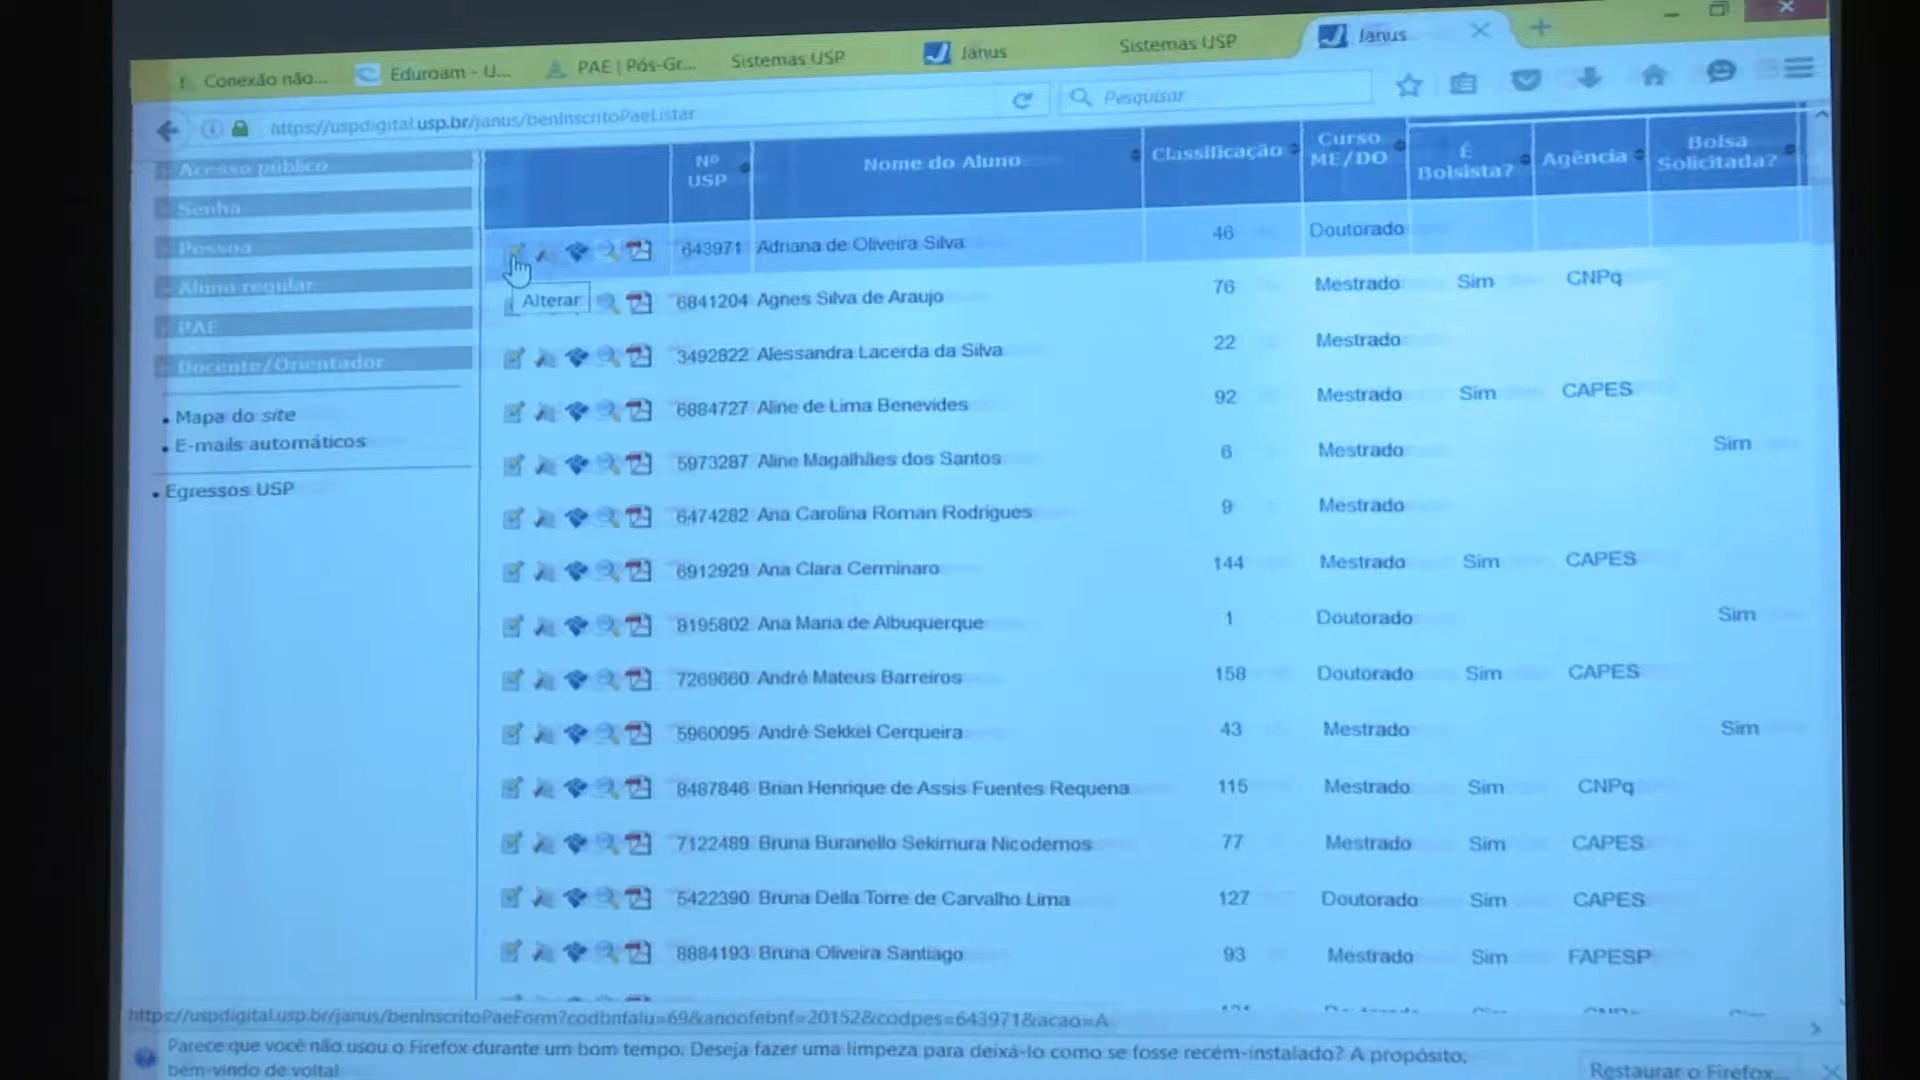 Conexão não... Eduroam - U... PAE | Pós-Gr... Sistemas USP Janus Sistemas USP Janus
https://uspdigital.usp.br/janus/benInscritoPaeListar Pesquisar
Acesso público
Senha
Pessoa
Aluno regular
PAE
Docente/Orientador
Mapa do site
E-mails automáticos
Egressos USP
Nº USP Nome do Aluno Classificação Curso ME/DO É Bolsista? Agência Bolsa Solicitada?
643971 Adriana de Oliveira Silva 46 Doutorado
Alterar
6841204 Agnes Silva de Araujo 76 Mestrado Sim CNPq
3492822 Alessandra Lacerda da Silva 22 Mestrado
6884727 Aline de Lima Benevides 92 Mestrado Sim CAPES
5973287 Aline Magalhães dos Santos 6 Mestrado Sim
6474282 Ana Carolina Roman Rodrigues 9 Mestrado
6912929 Ana Clara Cerminaro 144 Mestrado Sim CAPES
8195802 Ana Maria de Albuquerque 1 Doutorado Sim
7269660 André Mateus Barreiros 158 Doutorado Sim CAPES
5960095 André Sekkel Cerqueira 43 Mestrado Sim
8487846 Brian Henrique de Assis Fuentes Requena 115 Mestrado Sim CNPq
7122489 Bruna Buranello Sekimura Nicodemos 77 Mestrado Sim CAPES
5422390 Bruna Della Torre de Carvalho Lima 127 Doutorado Sim CAPES
8884193 Bruna Oliveira Santiago 93 Mestrado Sim FAPESP
https://uspdigital.usp.br/janus/benInscritoPaeForm?codbnfalu=69&anoofebnf=20152&codpes=643971&acao=A
Parece que você não usou o Firefox durante um bom tempo. Deseja fazer uma limpeza para deixá-lo como se fosse recém-instalado? A propósito,
bem-vindo de volta!
Restaurar o Firefox...